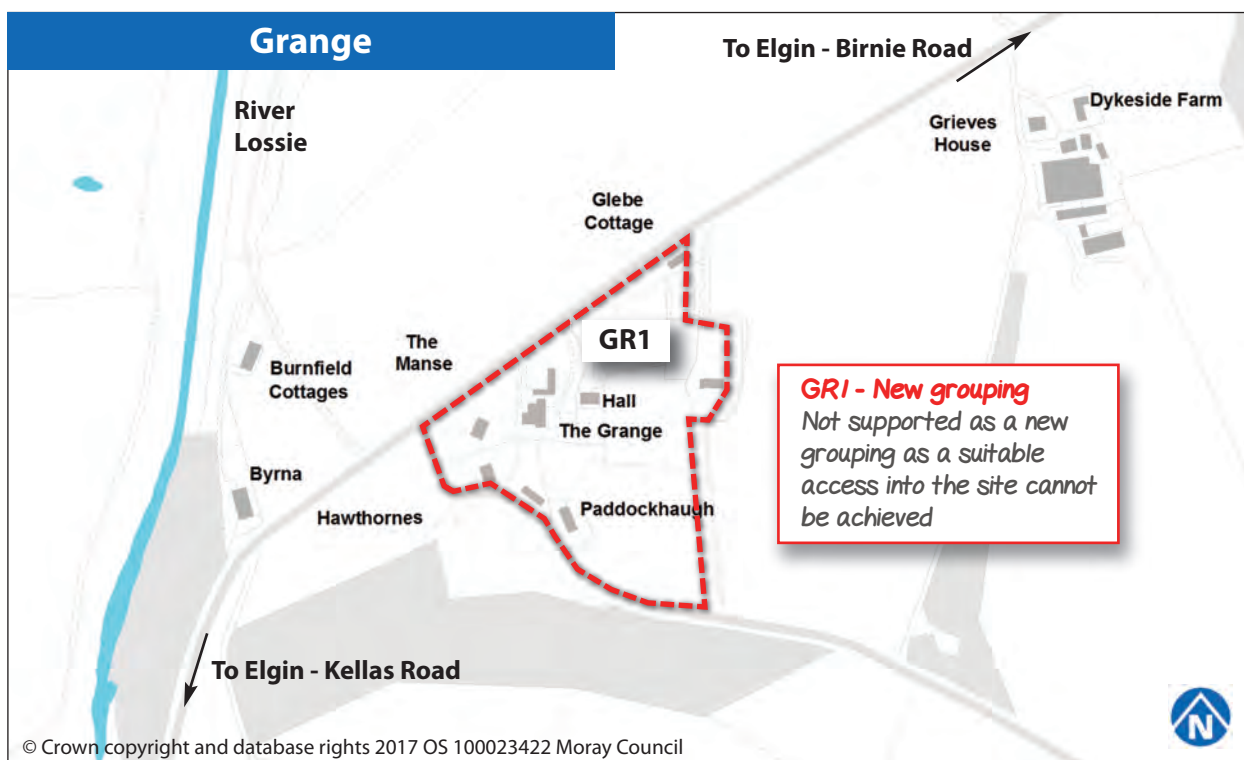 Grange
To Elgin - Birnie Road
River
Lossie
Dykeside Farm
Grieves
House
Glebe
Cottage
GR1
The
Manse
Burnfield
Cottages
Hall
The Grange
GR1 - New grouping
Not supported as a new
grouping as a suitable
access into the site cannot
be achieved
Byrna
Hawthornes
Paddockhaugh
To Elgin - Kellas Road
N
© Crown copyright and database rights 2017 OS 100023422 Moray Council